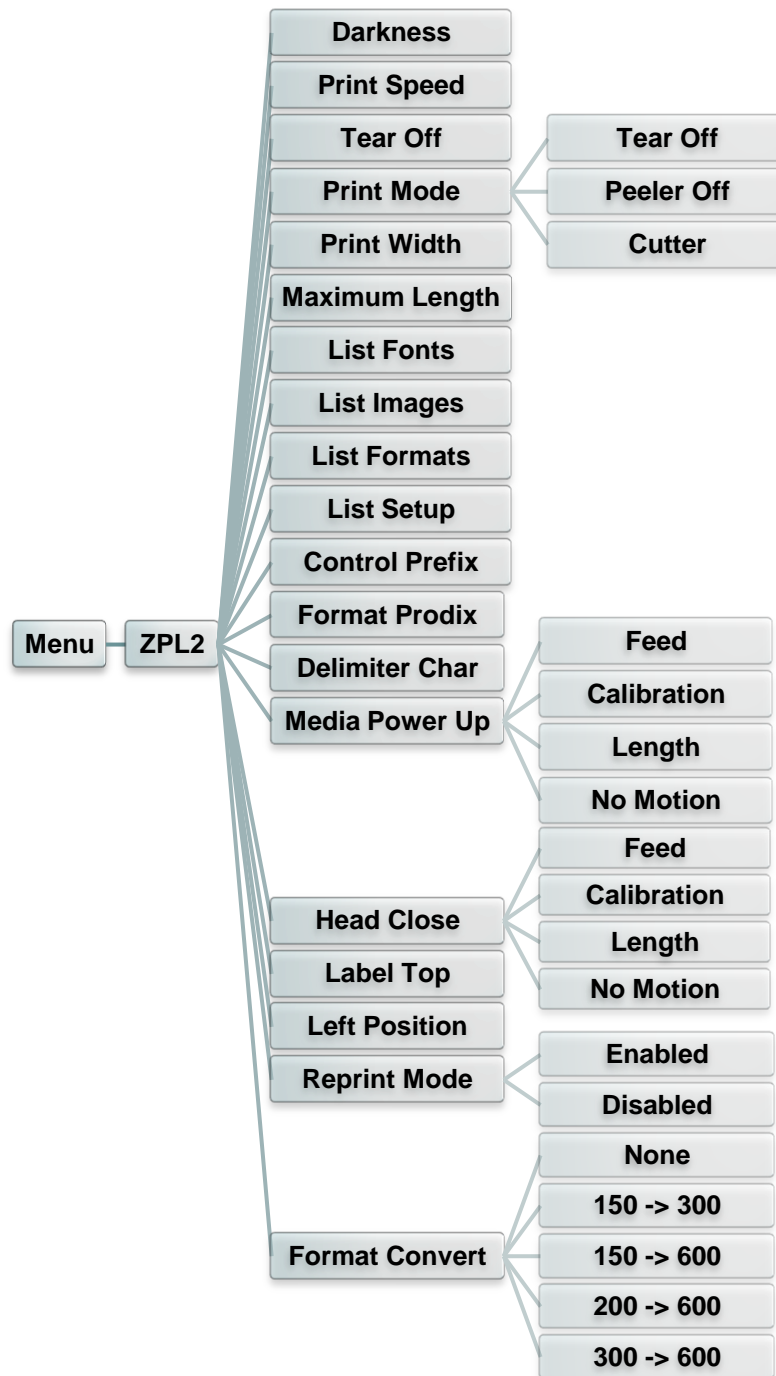 Menu
ZPL2
Darkness
Print Speed
Tear Off
Print Mode
Tear Off
Peeler Off
Cutter
Print Width
Maximum Length
List Fonts
List Images
List Formats
List Setup
Control Prefix
Format Prodix
Delimiter Char
Media Power Up
Feed
Calibration
Length
No Motion
Head Close
Feed
Calibration
Length
No Motion
Label Top
Left Position
Reprint Mode
Enabled
Disabled
Format Convert
None
150 -> 300
150 -> 600
200 -> 600
300 -> 600